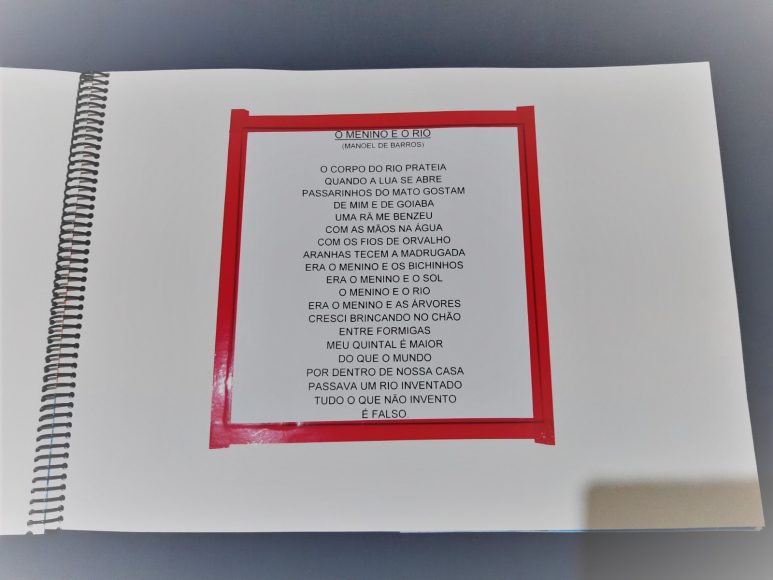 O MENINO E O RIO
(MANOEL DE BARROS)
O CORPO DO RIO PRATEIA
QUANDO A LUA SE ABRE
PASSARINHOS DO MATO GOSTAM
DE MIM E DE GOIABA
UMA RÃ ME BENZEU
COM AS MÃOS NA ÁGUA
COM OS FIOS DE ORVALHO
ARANHAS TECEM A MADRUGADA
ERA O MENINO E OS BICHINHOS
ERA O MENINO E O SOL
O MENINO E O RIO
ERA O MENINO E AS ÁRVORES
CRESCI BRINCANDO NO CHÃO
ENTRE FORMIGAS
MEU QUINTAL É MAIOR
DO QUE O MUNDO
POR DENTRO DE NOSSA CASA
PASSAVA UM RIO INVENTADO
TUDO O QUE NÃO INVENTO
É FALSO